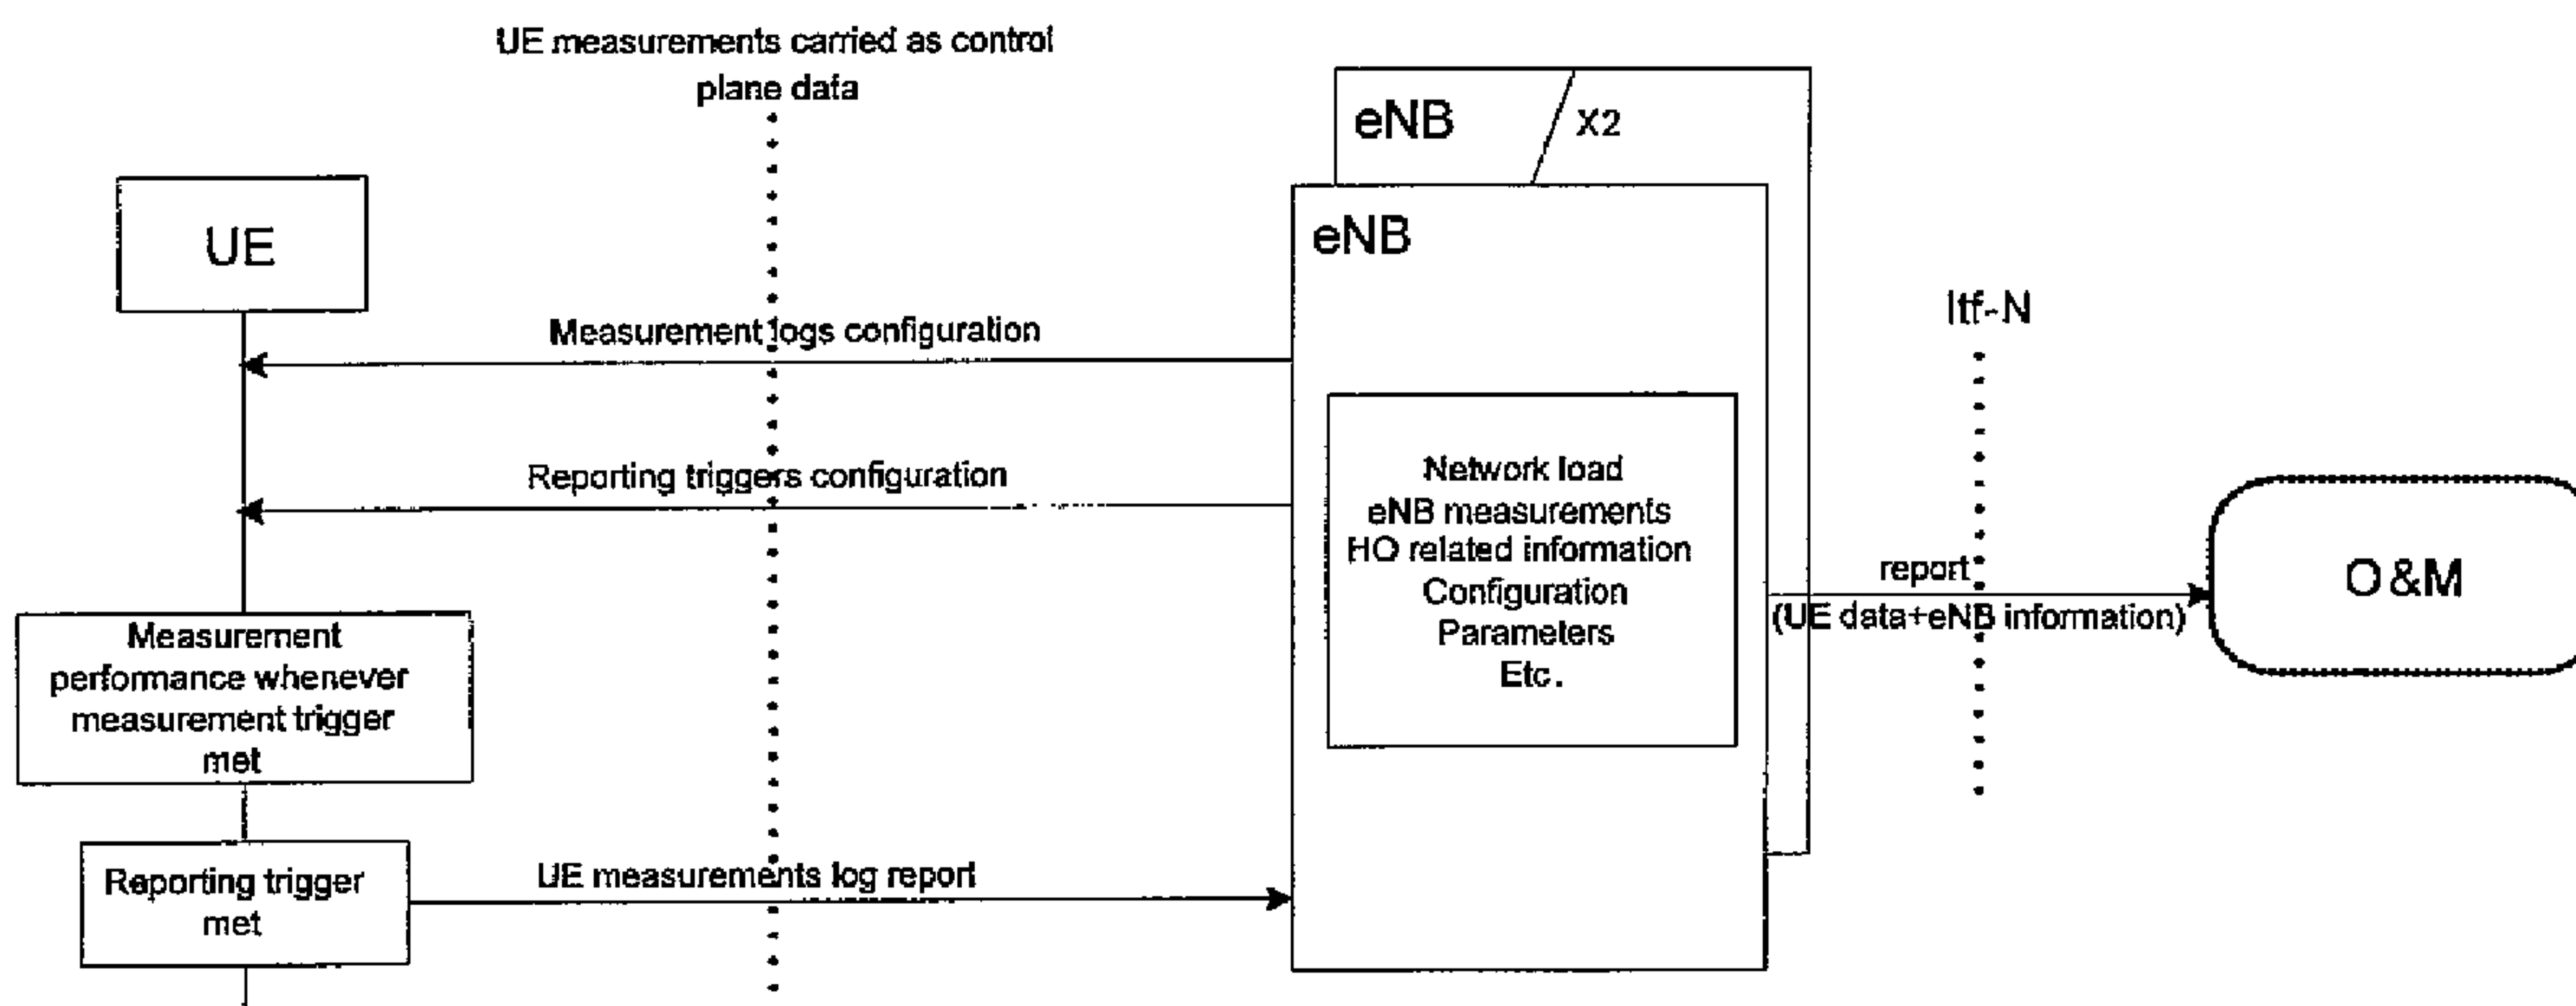 UE measurements carried as control
plane data
eNB
X2
UE
eNB
Itf-N
Measurement logs configuration
Reporting triggers configuration
Network load
eNB measurements
HO related information
Configuration
Parameters
Etc.
report
(UE data+eNB information)
O&M
Measurement
performance whenever
measurement trigger
met
Reporting trigger
met
UE measurements log report